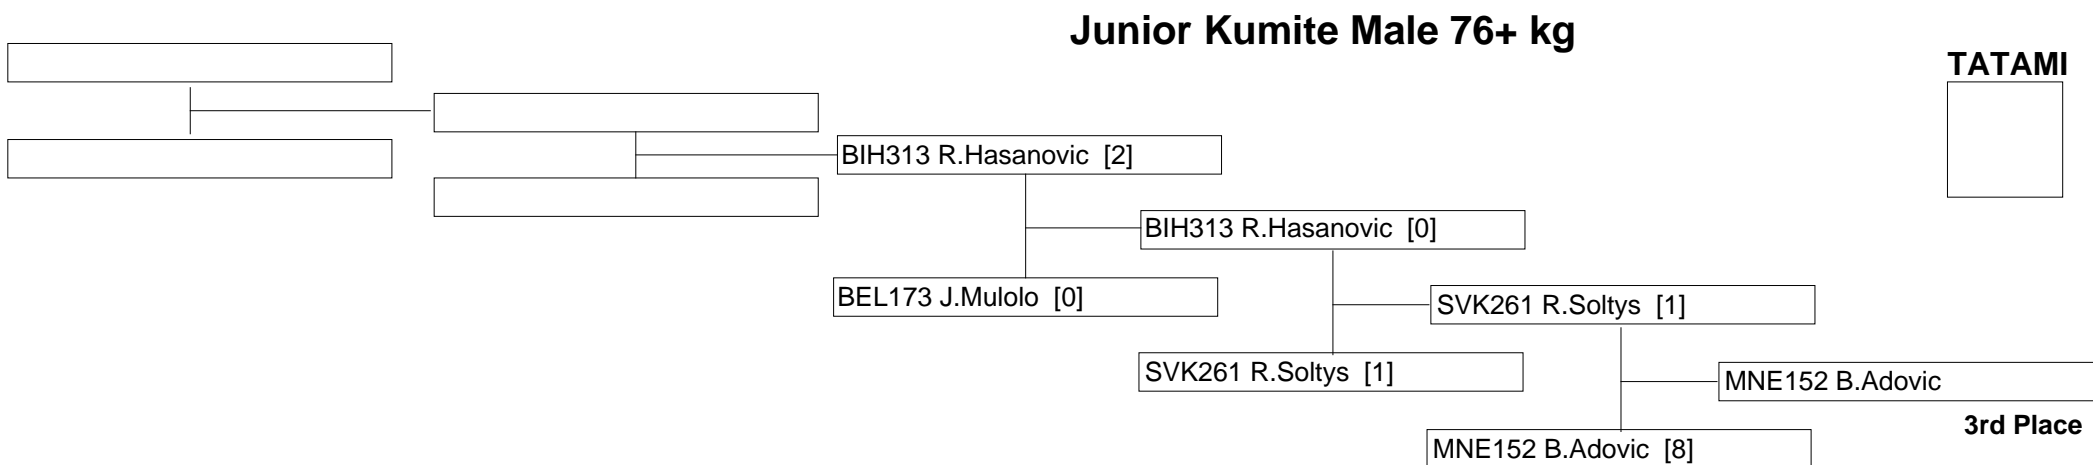 Junior Kumite Male 76+ kg
TATAMI
BIH313 R.Hasanovic [2]
BIH313 R.Hasanovic [0]
BEL173 J.Mulolo [0]
SVK261 R.Soltys [1]
SVK261 R.Soltys [1]
MNE152 B.Adovic
3rd Place
MNE152 B.Adovic [8]